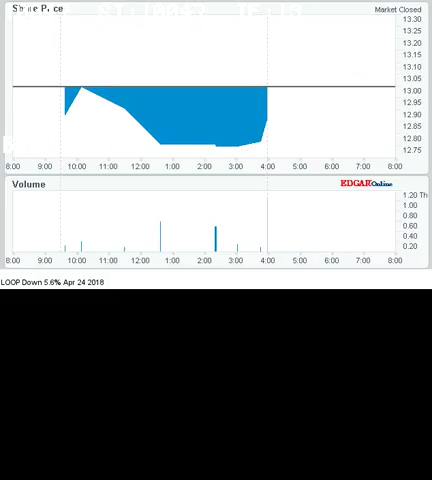 Share Price
Market Closed
13.30
13.25
13.20
13.15
13.10
13.05
13.00
12.95
12.90
12.85
12.80
12.75
8:00 9:00 10:00 11:00 12:00 1:00 2:00 3:00 4:00 5:00 6:00 7:00 8:00
Volume
EDGAROnline
1.20 Th
1.00
0.80
0.60
0.40
0.20
8:00 9:00 10:00 11:00 12:00 1:00 2:00 3:00 4:00 5:00 6:00 7:00 8:00
LOOP Down 5.6% Apr 24 2018